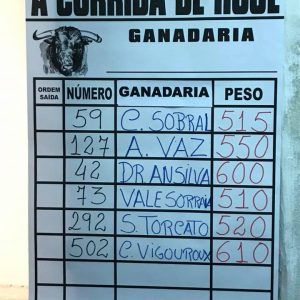 A CORRIDA DE HOJE
GANADARIA
ORDEM SAÍDA NÚMERO GANADARIA PESO
59 C. SOBRAL 515
127 A. VAZ 550
42 DR ANSILVA 600
73 VALE SORRAIA 510
292 S. TORCATO 520
502 C. VIGOUROUX 610